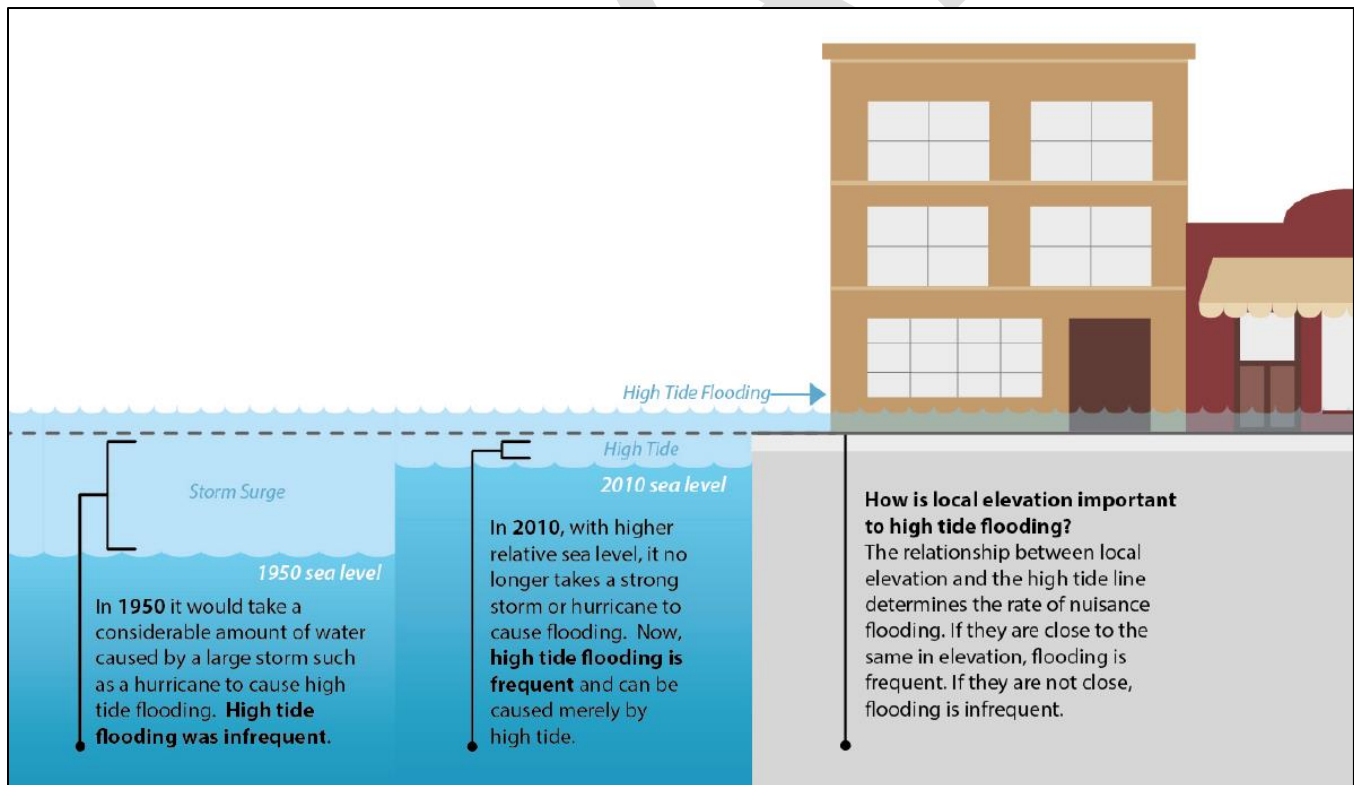 High Tide Flooding
Storm Surge
1950 sea level
In 1950 it would take a
considerable amount of water
caused by a large storm such
as a hurricane to cause high
tide flooding. High tide
flooding was infrequent.
High Tide
2010 sea level
In 2010, with higher
relative sea level, it no
longer takes a strong
storm or hurricane to
cause flooding. Now,
high tide flooding is
frequent and can be
caused merely by
high tide.
How is local elevation important
to high tide flooding?
The relationship between local
elevation and the high tide line
determines the rate of nuisance
flooding. If they are close to the
same in elevation, flooding is
frequent. If they are not close,
flooding is infrequent.